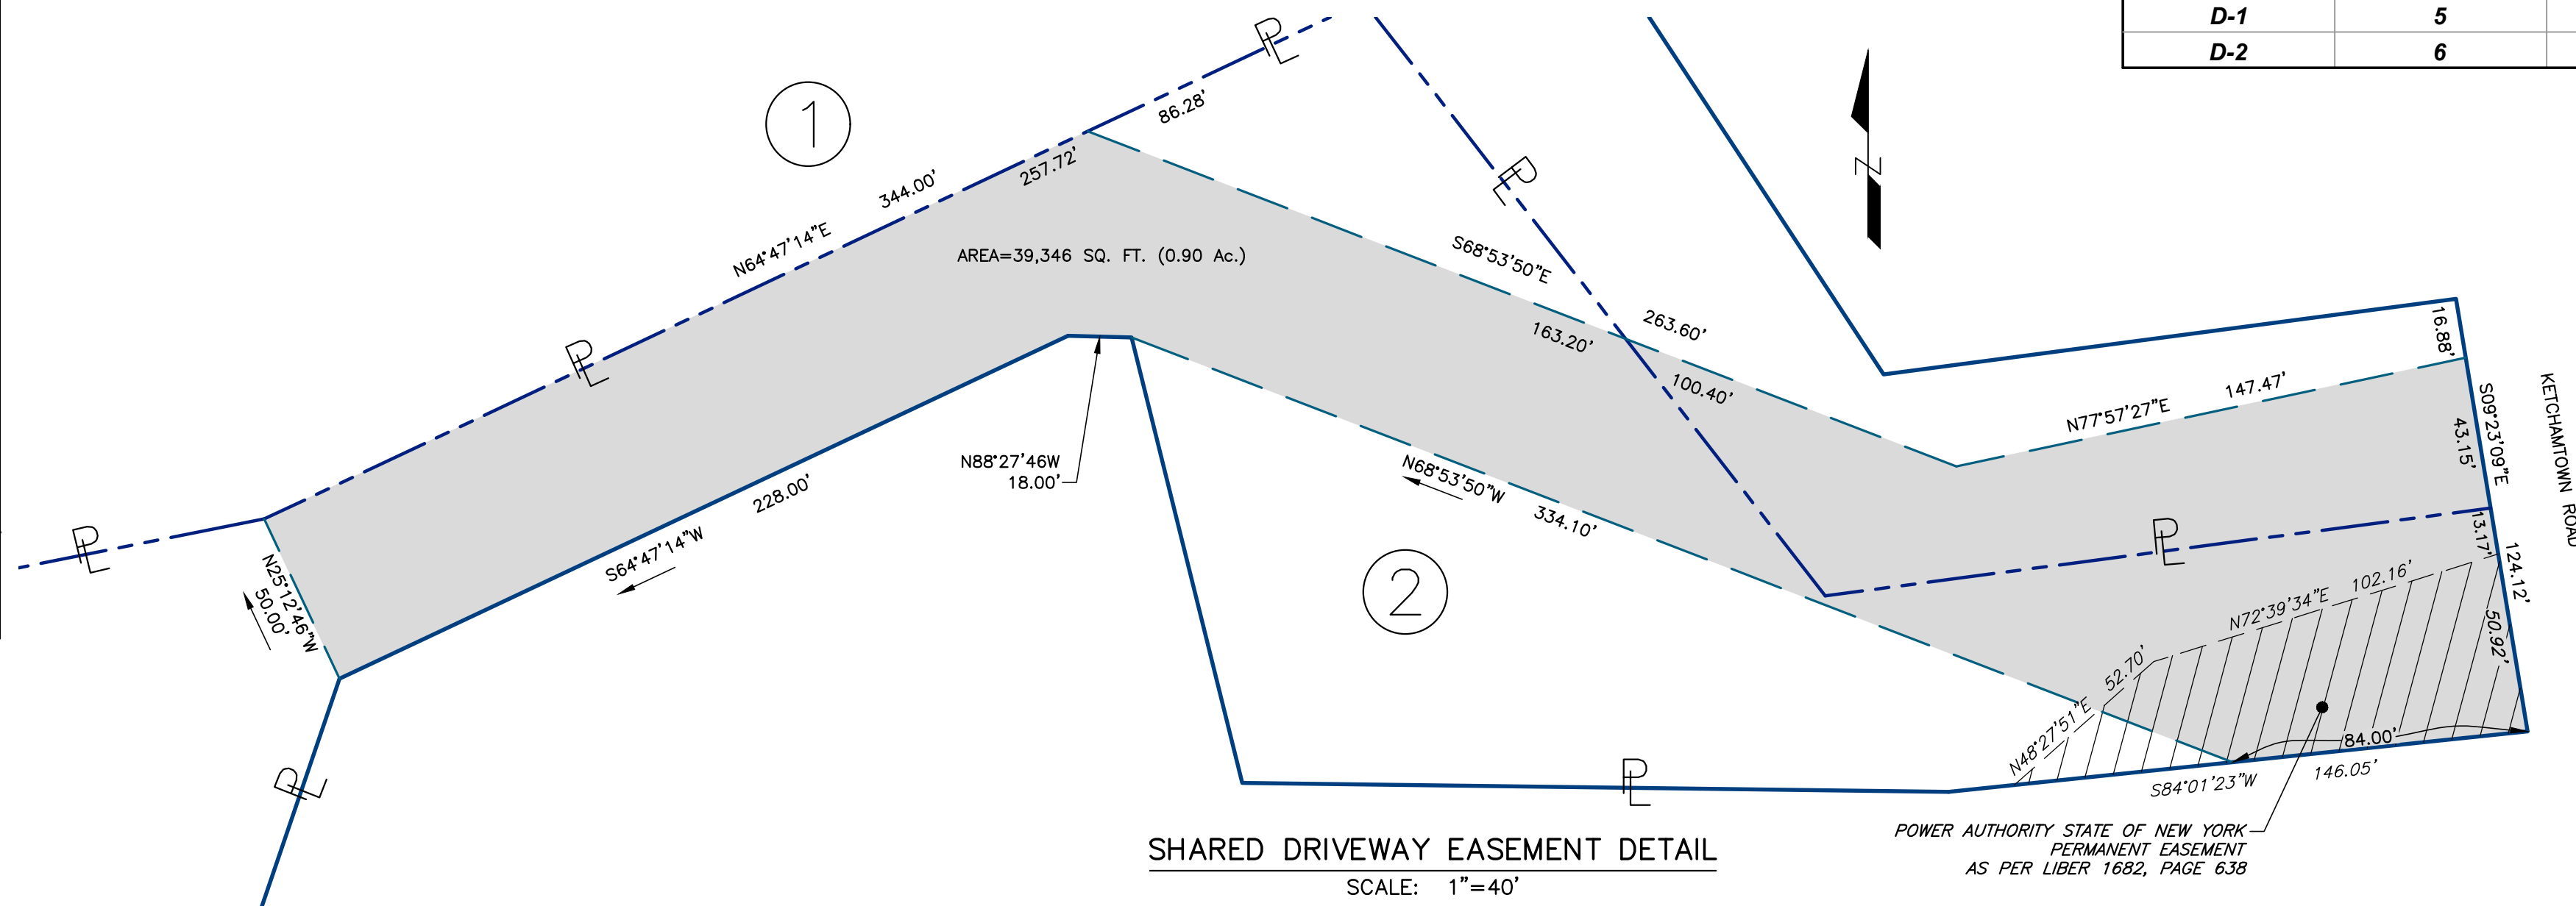 D-1 5
D-2 6
P
L
86.28'
1
257.72'
344.00'
N64°47'14"E
AREA=39,346 SQ. FT. (0.90 Ac.)
P
L
S68°53'50"E
263.60'
163.20'
100.40'
N
16.88'
147.47'
N77°57'27"E
S09°23'09"E
43.15'
KETCHAMTOWN ROAD
P
L
N88°27'46W
18.00'
228.00'
S64°47'14"W
N68°53'50"W
334.10'
P
L
N25°12'46"W
50.00'
2
P
L
13.17'
124.12'
102.16'
N72°39'34"E
50.92'
52.70'
N48°27'51"E
84.00'
P
L
P
L
146.05'
S84°01'23"W
SHARED DRIVEWAY EASEMENT DETAIL
SCALE: 1"=40'
POWER AUTHORITY STATE OF NEW YORK
PERMANENT EASEMENT
AS PER LIBER 1682, PAGE 638